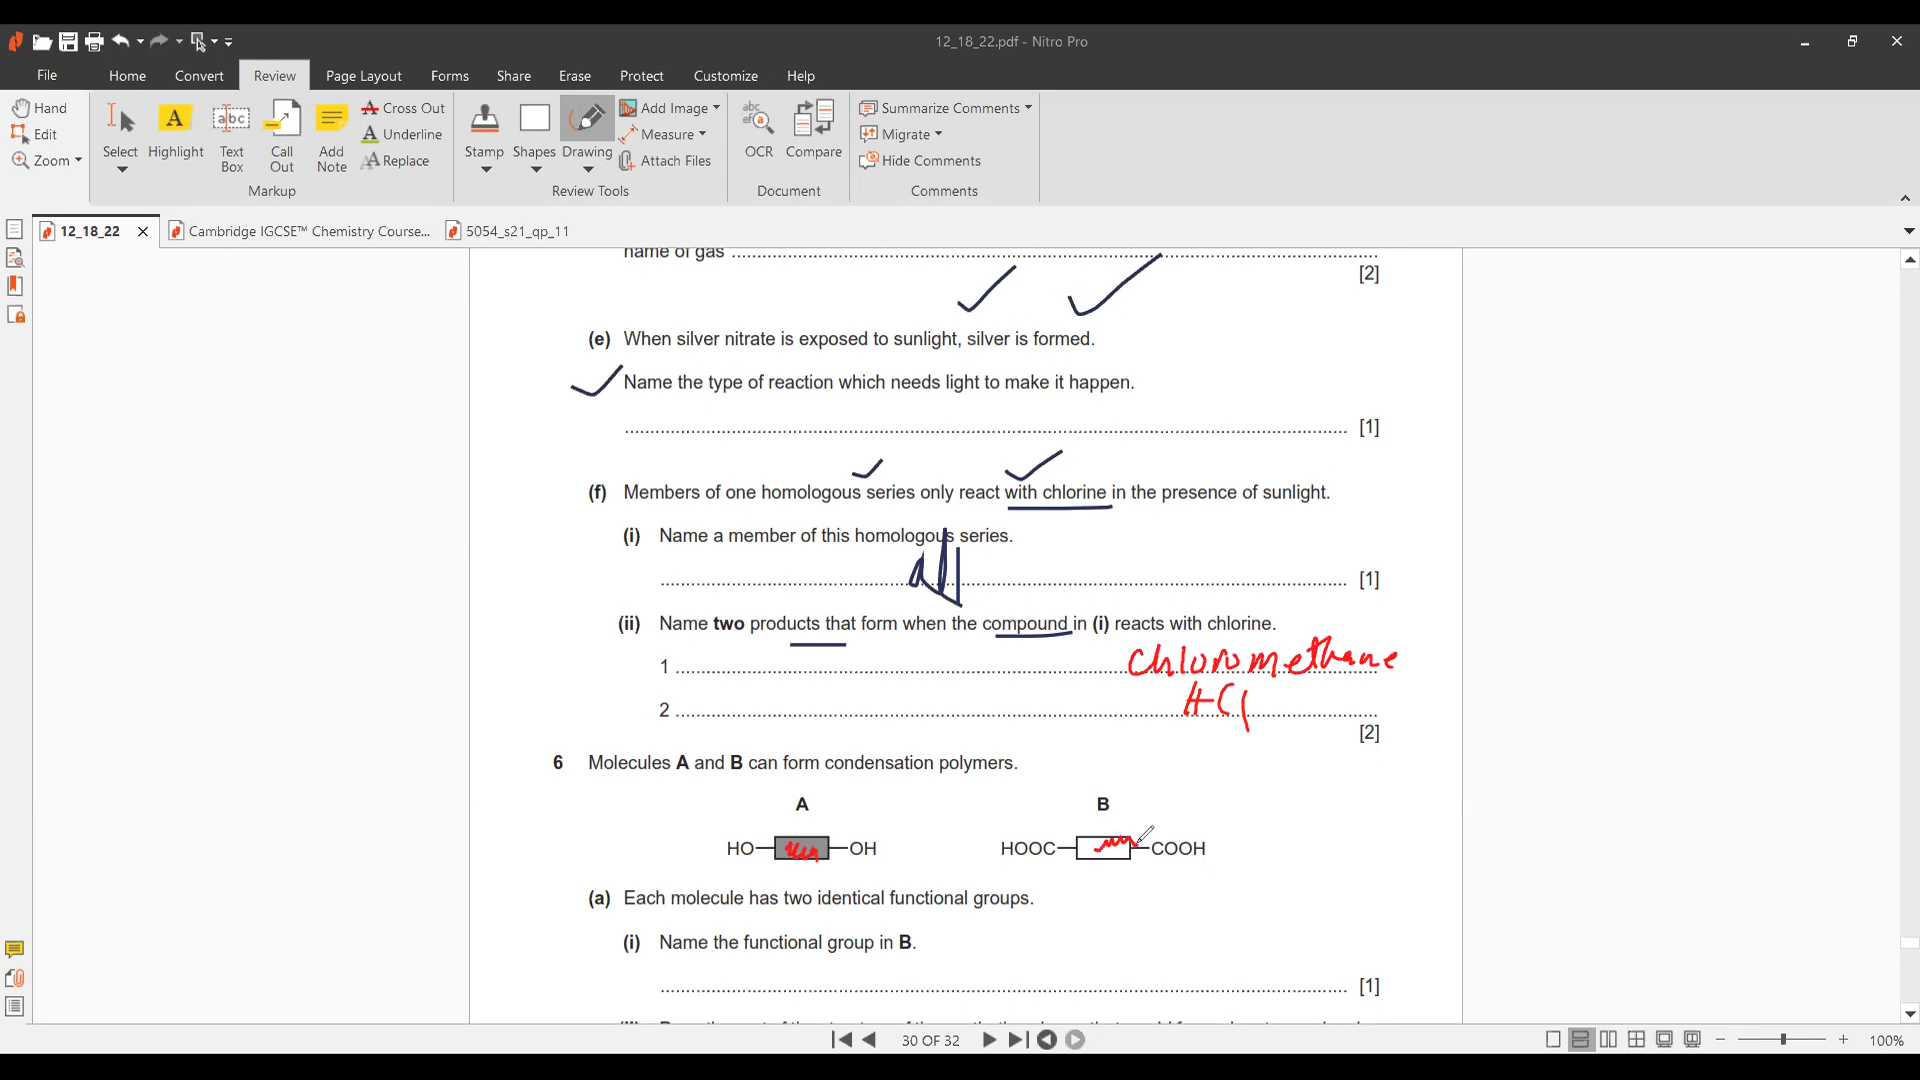 12_18_22.pdf - Nitro Pro
File Home Convert Review Page Layout Forms Share Erase Protect Customize Help
Hand
Edit
Zoom
Select
Highlight
Text Box
Call Out
Add Note
Cross Out
Underline
Replace
Markup
Stamp
Shapes
Drawing
Add Image
Measure
Attach Files
Review Tools
OCR
Compare
Document
Summarize Comments
Migrate
Hide Comments
Comments
12_18_22 Cambridge IGCSE™ Chemistry Course... 5054_s21_qp_11
name of gas
[2]
(e) When silver nitrate is exposed to sunlight, silver is formed.
Name the type of reaction which needs light to make it happen.
[1]
(f) Members of one homologous series only react with chlorine in the presence of sunlight.
(i) Name a member of this homologous series.
[1]
(ii) Name two products that form when the compound in (i) reacts with chlorine.
1 Chloromethane
2 HCl
[2]
6 Molecules A and B can form condensation polymers.
A B
HO OH HOOC COOH
(a) Each molecule has two identical functional groups.
(i) Name the functional group in B.
[1]
30 OF 32
100%